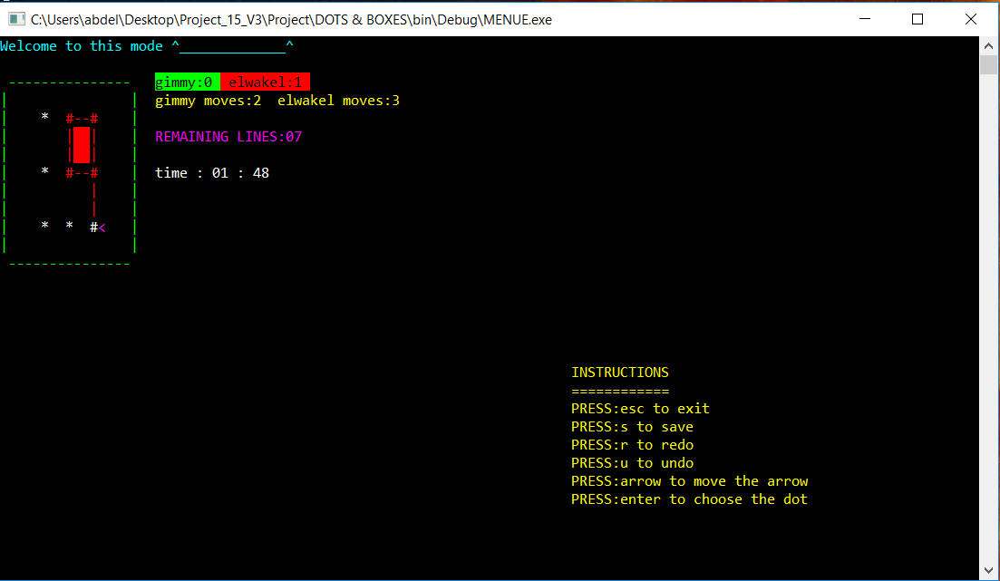 C:\Users\abdel\Desktop\Project_15_V3\Project\DOTS & BOXES\bin\Debug\MENUE.exe
Welcome to this mode ^_____________^
gimmy:0 elwakel:1
gimmy moves:2 elwakel moves:3
* #--#
REMAINING LINES:07
* #--#
time : 01 : 48
* * #<
INSTRUCTIONS
============
PRESS:esc to exit
PRESS:s to save
PRESS:r to redo
PRESS:u to undo
PRESS:arrow to move the arrow
PRESS:enter to choose the dot